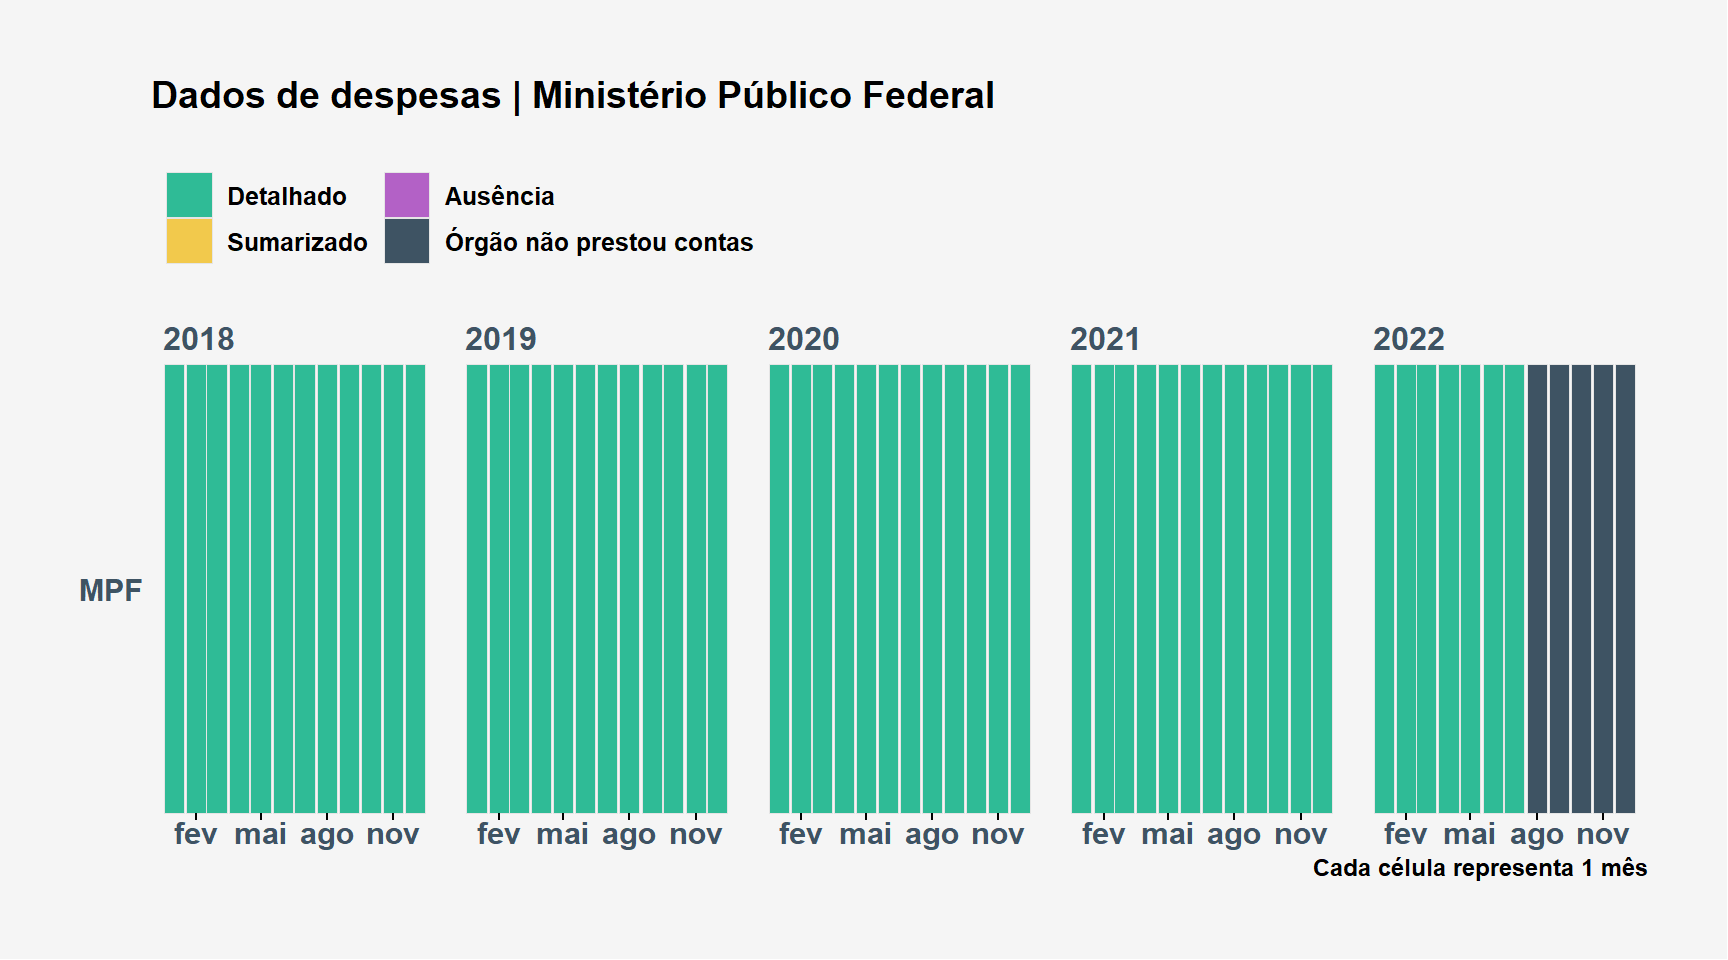 Dados de despesas | Ministério Público Federal
Detalhado
Ausência
Sumarizado
Órgão não prestou contas
2018 2019 2020 2021 2022
MPF
fev mai ago nov fev mai ago nov fev mai ago nov fev mai ago nov fev mai ago nov
Cada célula representa 1 mês